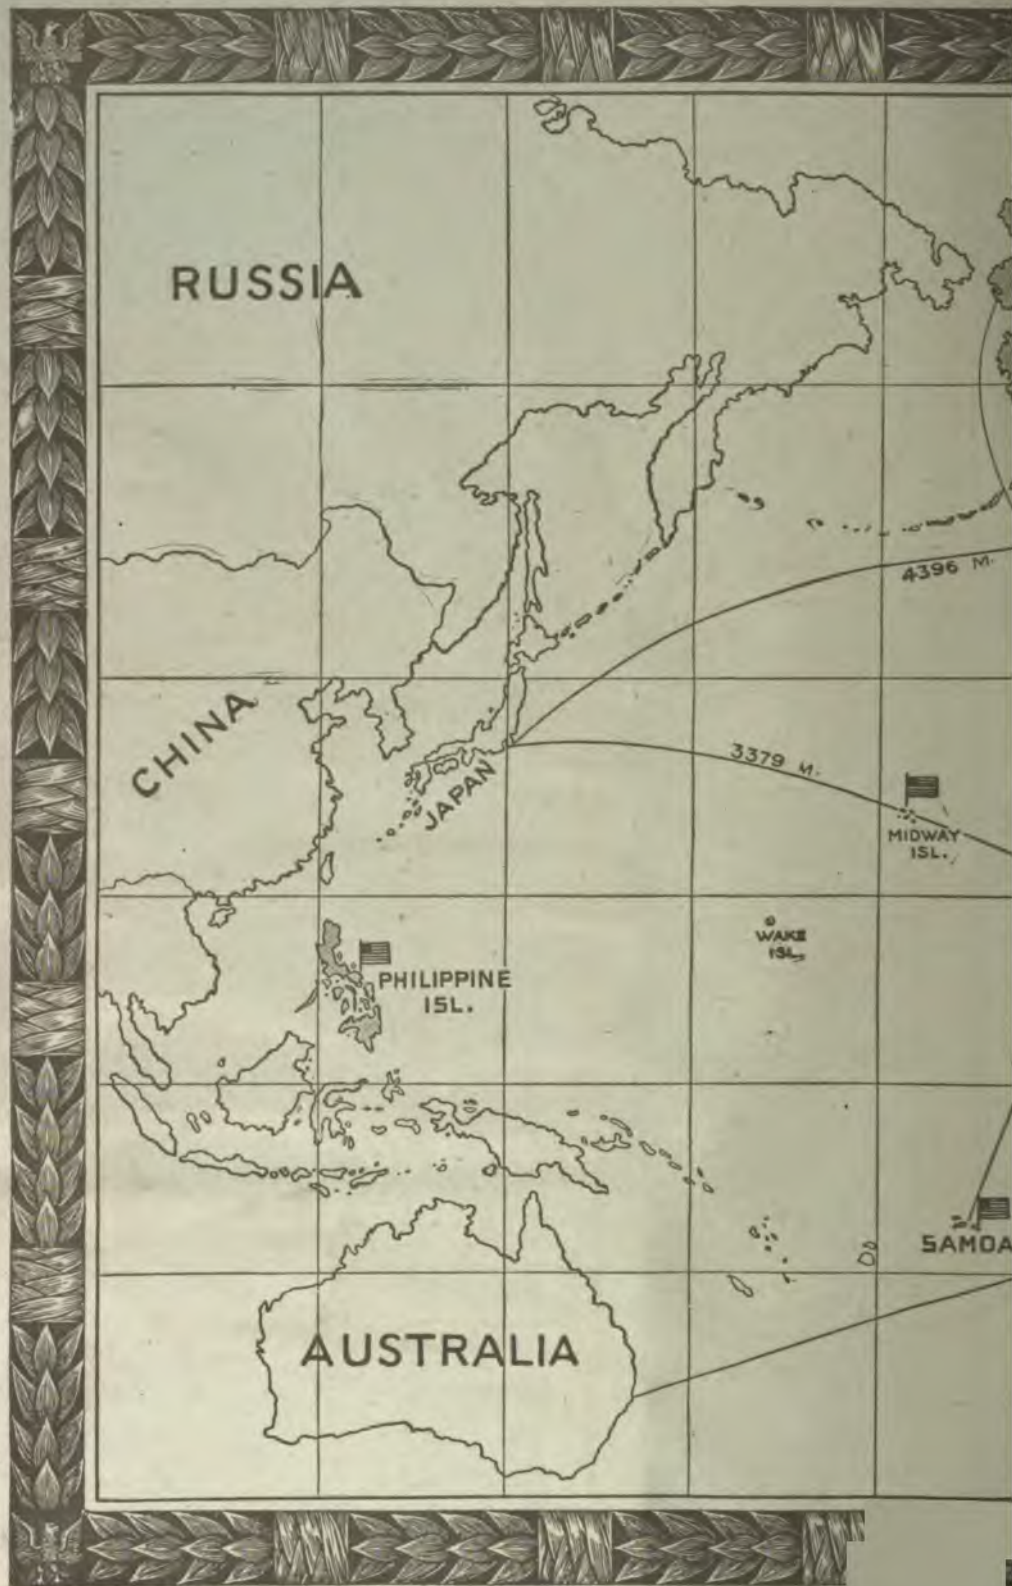 RUSSIA
4396 M.
CHINA
3379 M.
JAPAN
MIDWAY
ISL.
WAKE
ISL.
PHILIPPINE
ISL.
SAMOA
AUSTRALIA